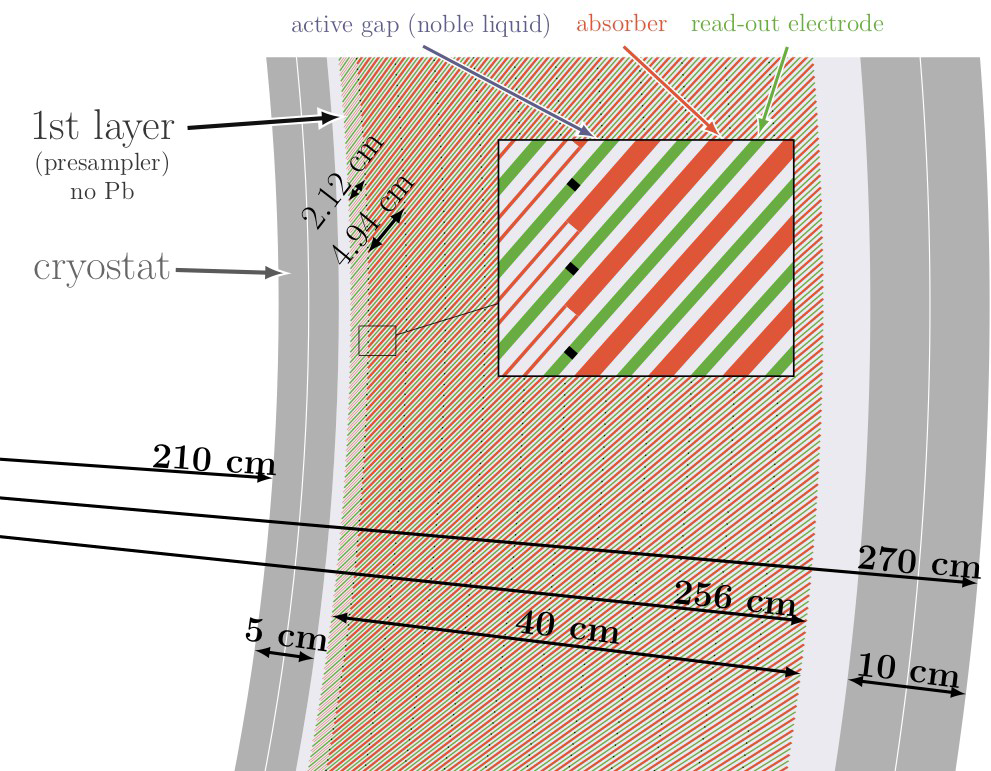 active gap (noble liquid) absorber read-out electrode
1st layer
(presampler)
no Pb
2.12 cm
4.94 cm
cryostat
210 cm
270 cm
256 cm
40 cm
5 cm
10 cm